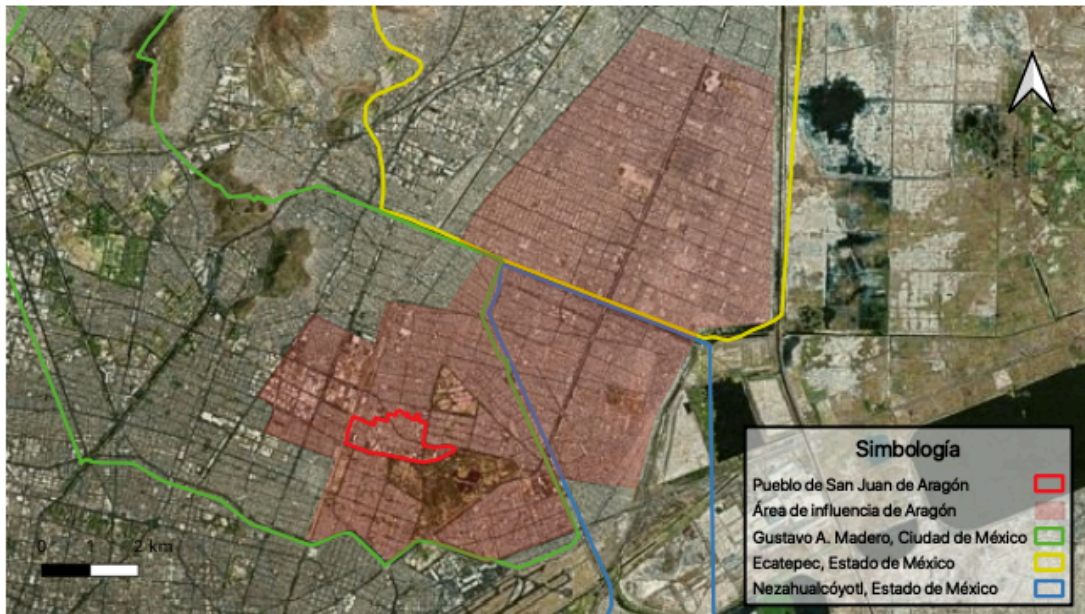 Simbología
Pueblo de San Juan de Aragón
Área de influencia de Aragón
Gustavo A. Madero, Ciudad de México
Ecatepec, Estado de México
Nezahualcóyotl, Estado de México
0 1 2 km